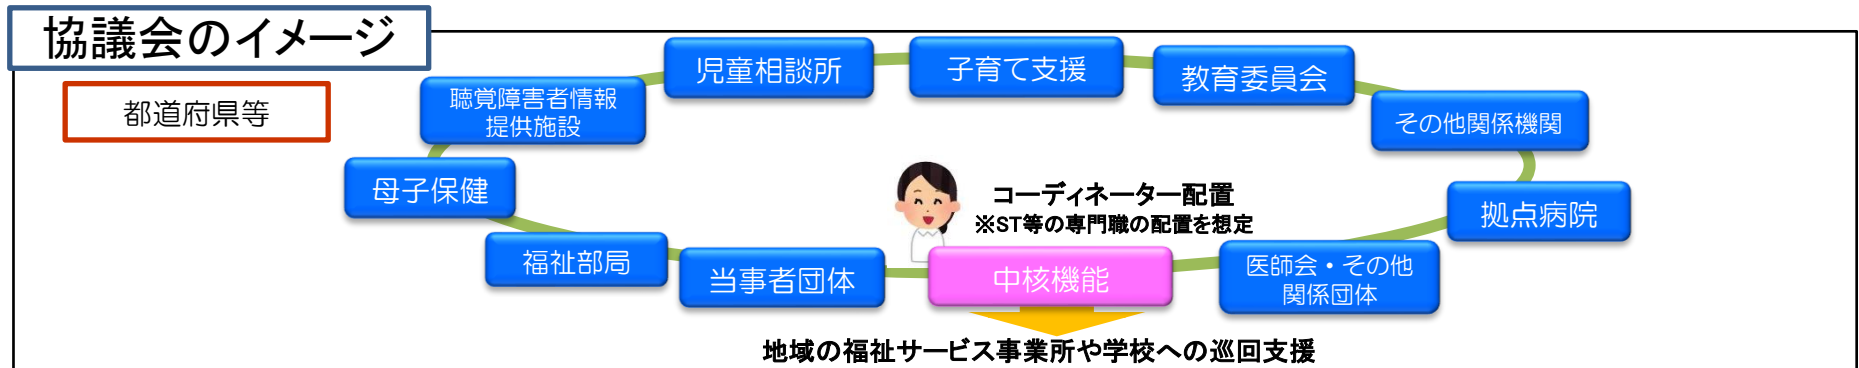 協議会のイメージ
都道府県等
児童相談所
子育て支援
教育委員会
聴覚障害者情報
提供施設
その他関係機関
母子保健
コーディネーター配置
※ST等の専門職の配置を想定
拠点病院
福祉部局
当事者団体
中核機能
医師会・その他
関係団体
地域の福祉サービス事業所や学校への巡回支援